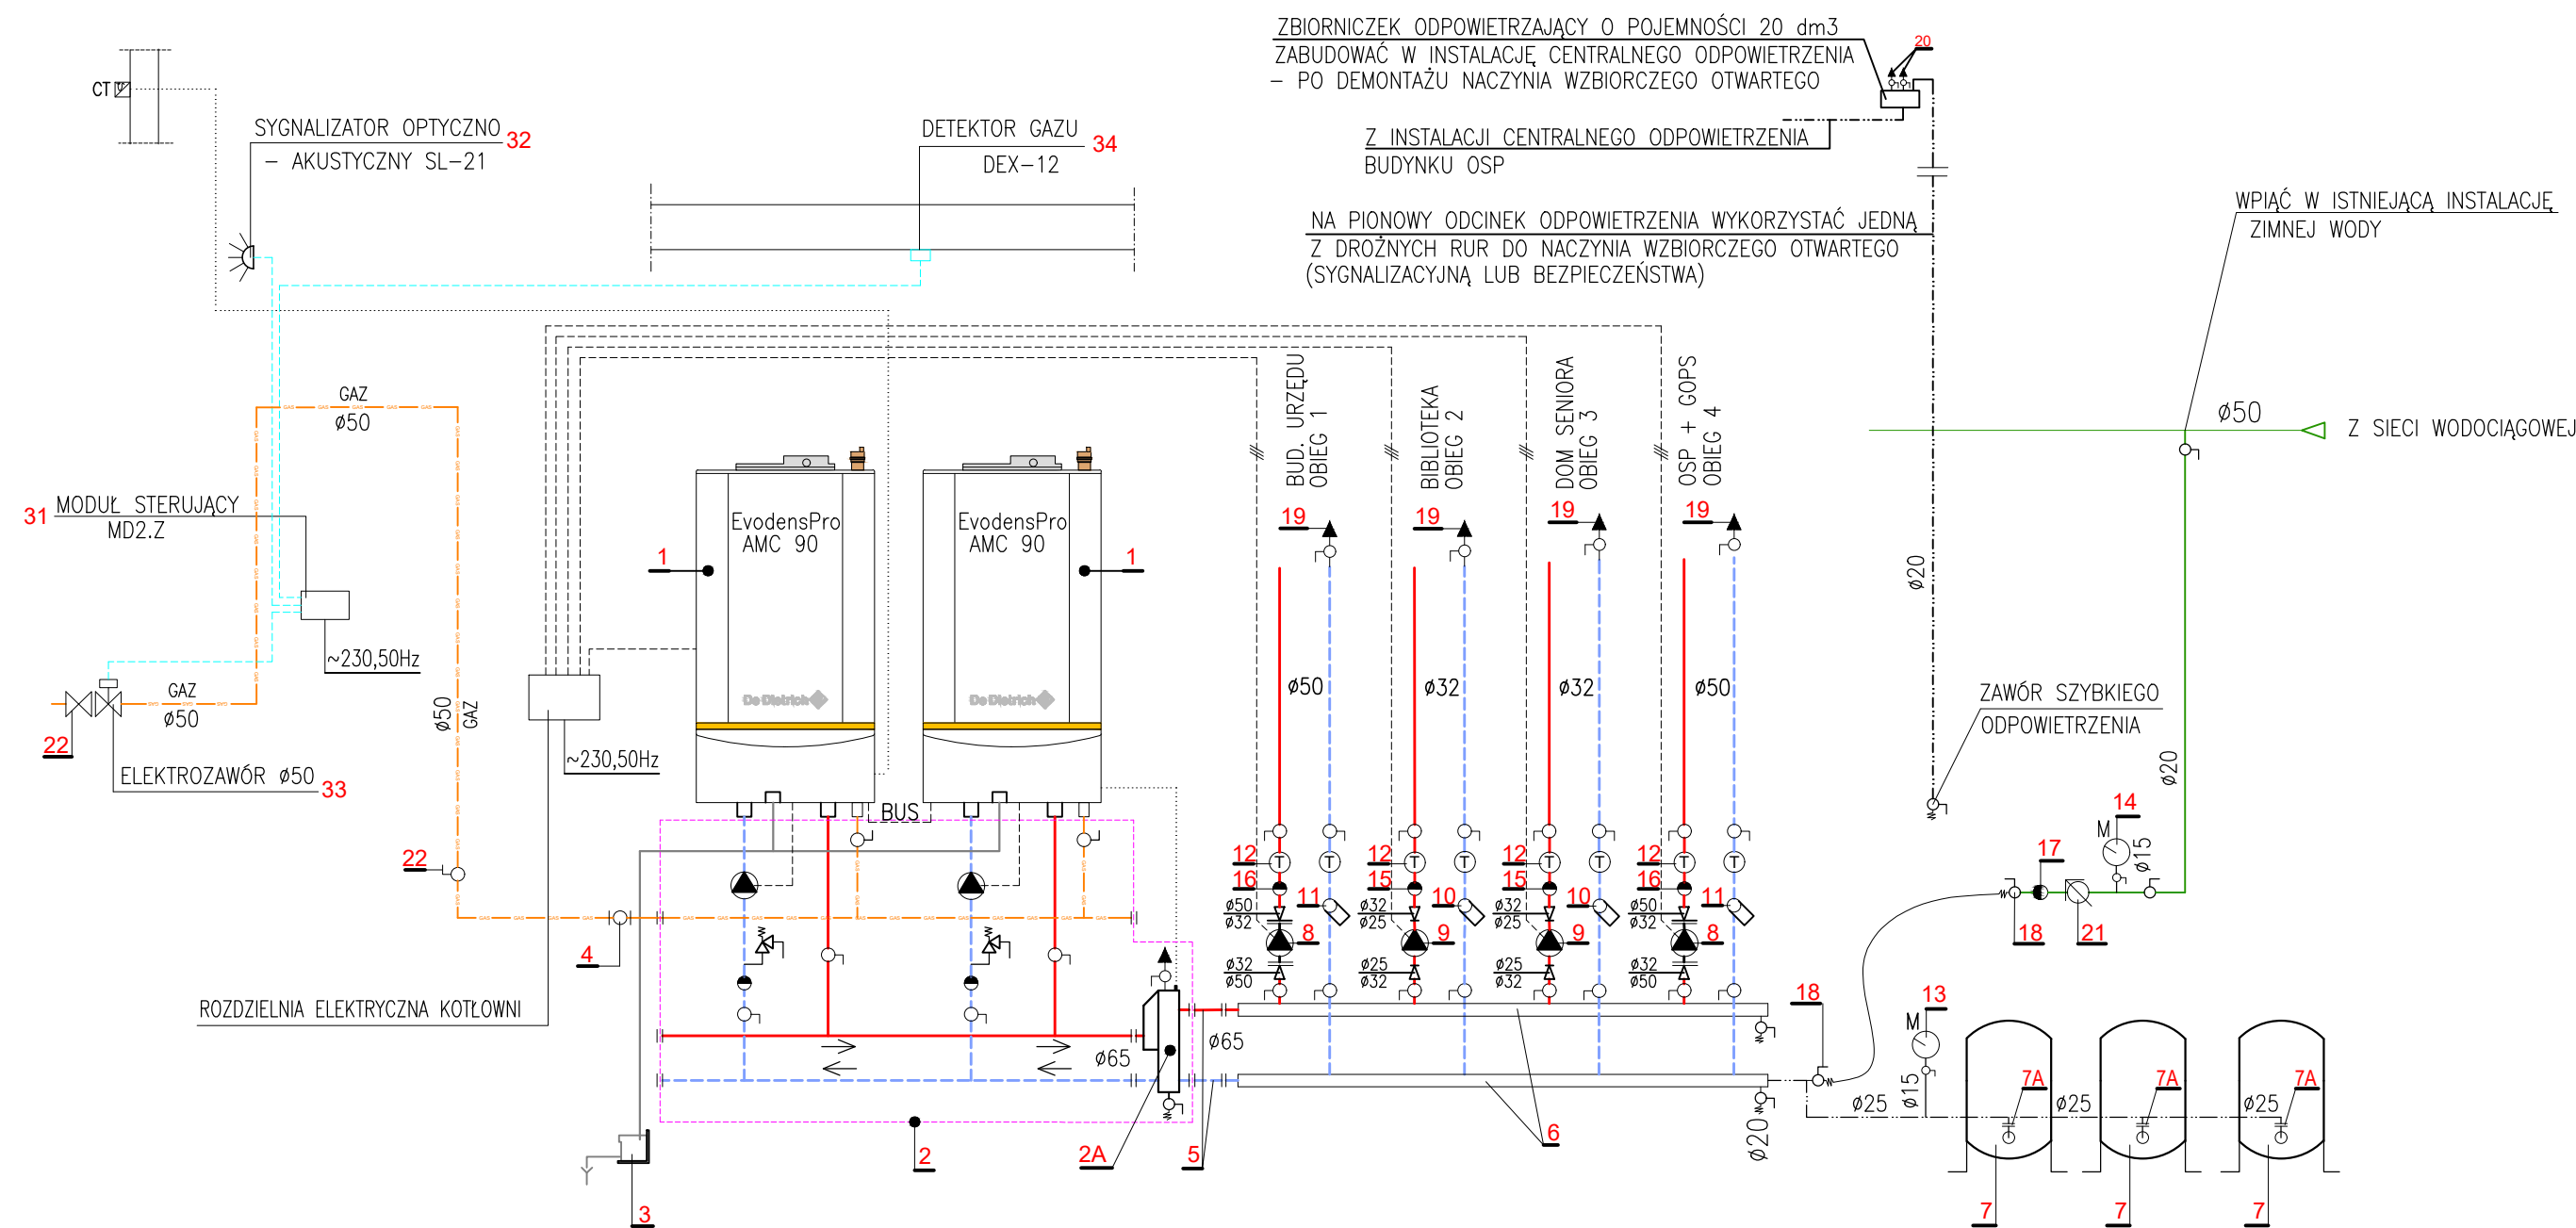 ZBIORNICZEK ODPOWIETRZAJĄCY O POJEMNOŚCI 20 dm3
ZABUDOWAĆ W INSTALACJĘ CENTRALNEGO ODPOWIETRZENIA
- PO DEMONTAŻU NACZYNIA WZBIORCZEGO OTWARTEGO
20
CT
SYGNALIZATOR OPTYCZNO
- AKUSTYCZNY SL-21
32
DETEKTOR GAZU
DEX-12
34
Z INSTALACJI CENTRALNEGO ODPOWIETRZENIA
BUDYNKU OSP
NA PIONOWY ODCINEK ODPOWIETRZENIA WYKORZYSTAĆ JEDNĄ
Z DROŻNYCH RUR DO NACZYNIA WZBIORCZEGO OTWARTEGO
(SYGNALIZACYJNĄ LUB BEZPIECZEŃSTWA)
WPIĄĆ W ISTNIEJĄCĄ INSTALACJĘ
ZIMNEJ WODY
ø50
Z SIECI WODOCIĄGOWEJ
GAZ
ø50
BUD. URZĘDU
OBIEG 1
BIBLIOTEKA
OBIEG 2
DOM SENIORA
OBIEG 3
OSP + GOPS
OBIEG 4
31
MODUŁ STERUJĄCY
MD2.Z
EvodensPro
AMC 90
EvodensPro
AMC 90
1
1
19
19
19
19
ø20
~230,50Hz
GAZ
ø50
ø50
GAZ
22
ELEKTROZAWÓR ø50
33
~230,50Hz
De Dietrich
De Dietrich
ø50
ø32
ø32
ø50
ZAWÓR SZYBKIEGO
ODPOWIETRZENIA
ø20
BUS
22
4
12
12
12
12
T
T
T
T
T
T
T
T
16
15
15
16
11
10
10
11
ø50
ø32
ø32
ø25
ø32
ø25
ø50
ø32
8
9
9
8
ø32
ø50
ø25
ø32
ø25
ø32
ø32
ø50
17
14
M
ø15
18
21
ROZDZIELNIA ELEKTRYCZNA KOTŁOWNI
ø65
ø65
18
13
M
ø15
ø25
7A
ø25
7A
ø25
7A
ø20
2
2A
5
6
3
7
7
7